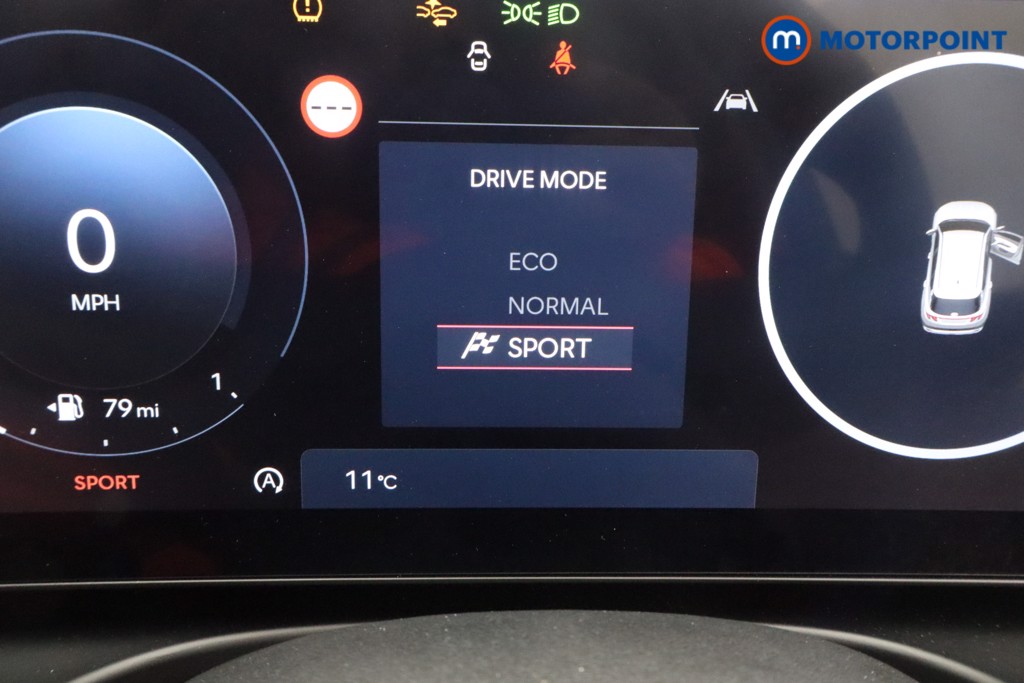 m MOTORPOINT
---
DRIVE MODE
0
MPH
ECO
NORMAL
SPORT
1
79 mi
SPORT
A
11°C